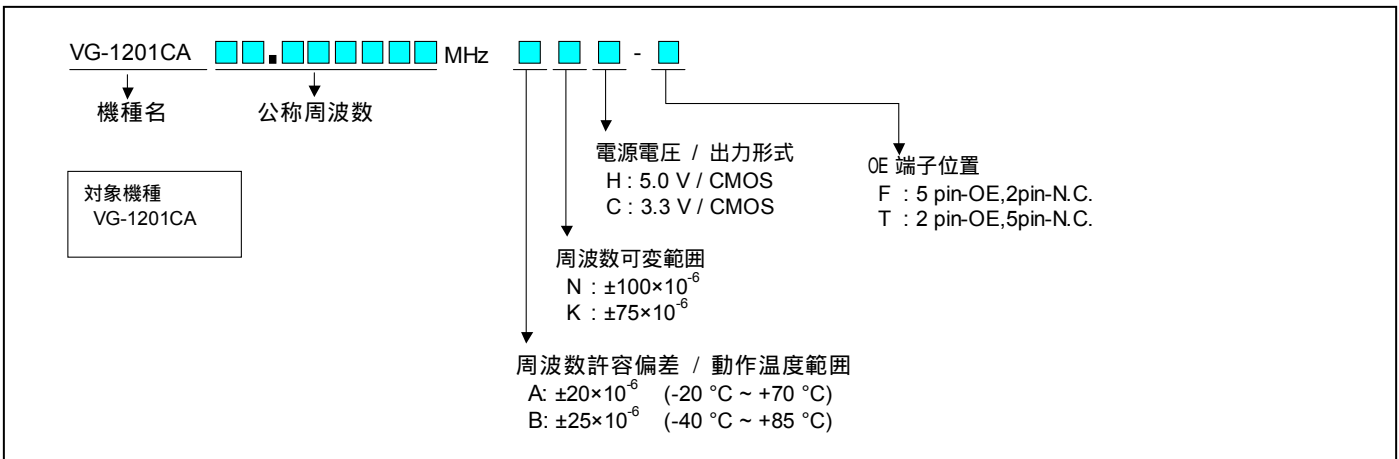 VG-1201CA □□.□□□□□□□ MHz □ □ □ - □
機種名
公称周波数
電源電圧 / 出力形式
H : 5.0 V / CMOS
C : 3.3 V / CMOS
OE 端子位置
F : 5 pin-OE,2pin-N.C.
T : 2 pin-OE,5pin-N.C.
対象機種
VG-1201CA
周波数可変範囲
N : ±100×10⁻⁶
K : ±75×10⁻⁶
周波数許容偏差 / 動作温度範囲
A: ±20×10⁻⁶ (-20 °C ~ +70 °C)
B: ±25×10⁻⁶ (-40 °C ~ +85 °C)